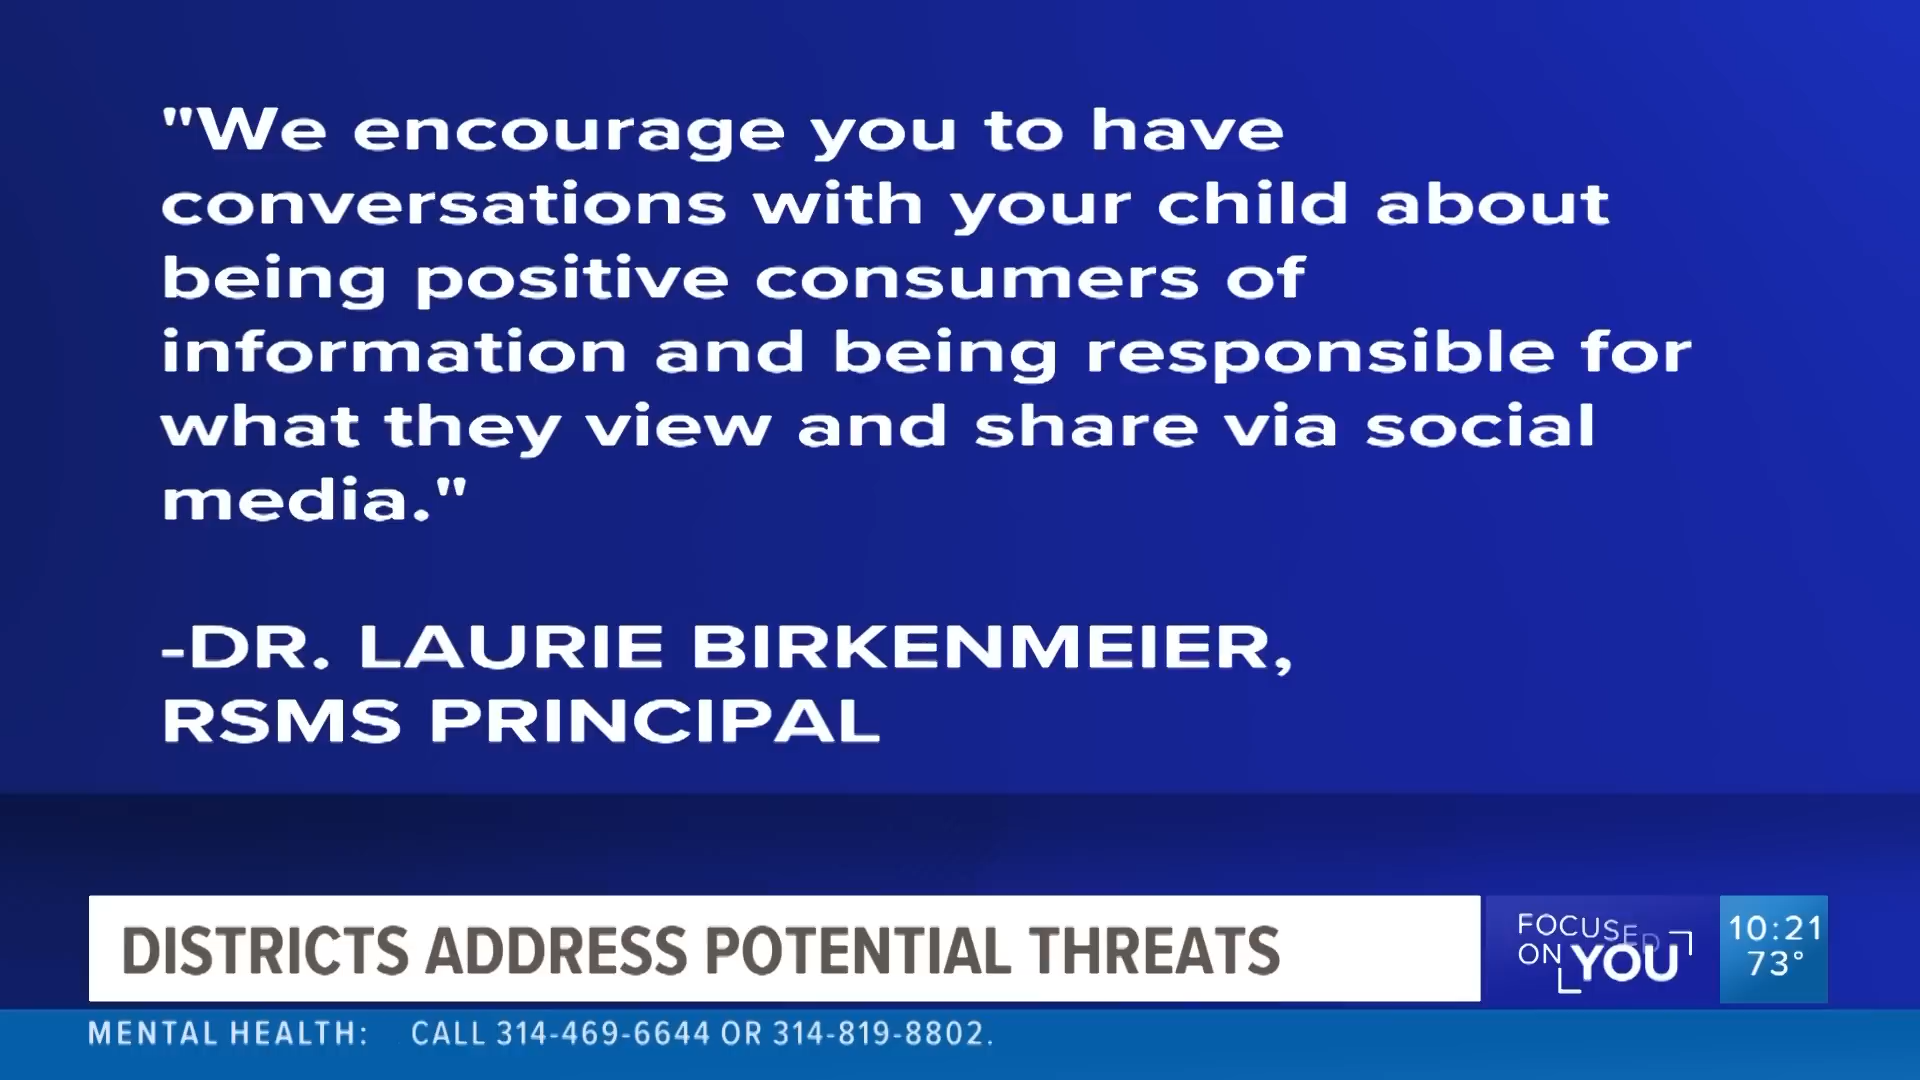 "We encourage you to have
conversations with your child about
being positive consumers of
information and being responsible for
what they view and share via social
media."
-DR. LAURIE BIRKENMEIER,
RSMS PRINCIPAL
DISTRICTS ADDRESS POTENTIAL THREATS
FOCUSED
ON YOU
10:21
73°
MENTAL HEALTH: CALL 314-469-6644 OR 314-819-8802.